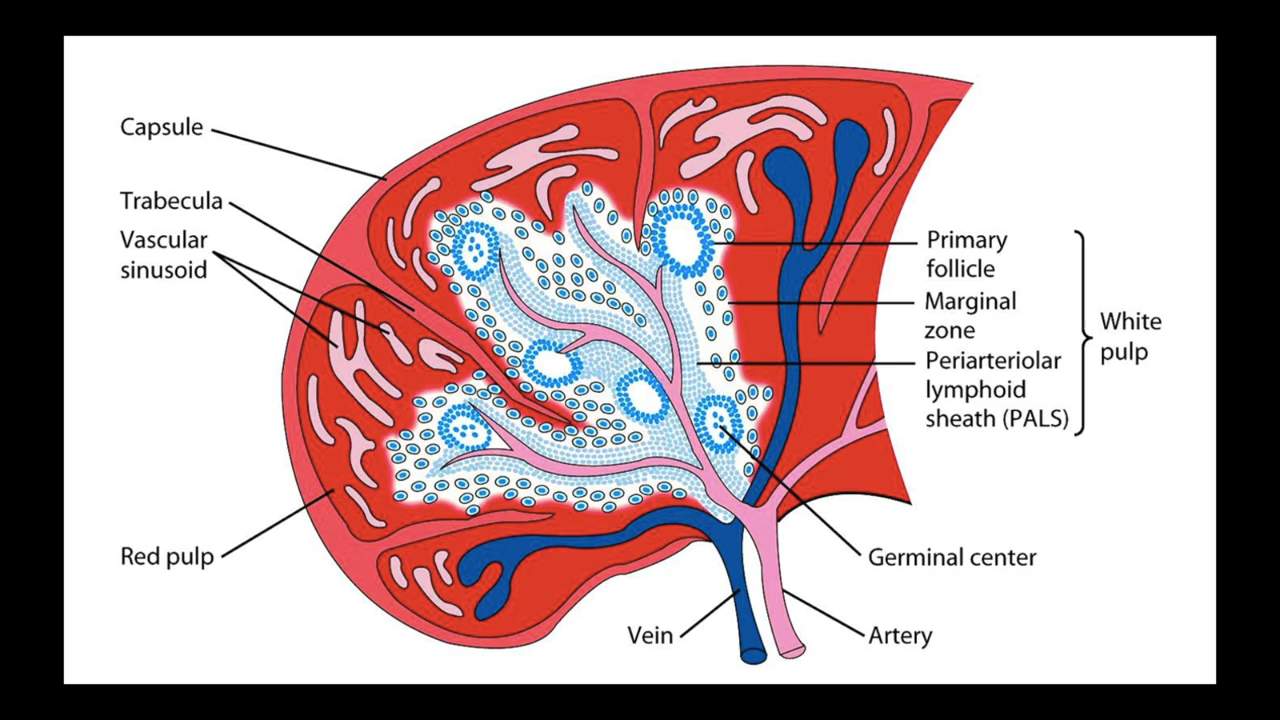 Capsule
Trabecula
Vascular
sinusoid
Red pulp
Primary
follicle
Marginal
zone
Periarteriolar
lymphoid
sheath (PALS)
White
pulp
Germinal center
Vein
Artery